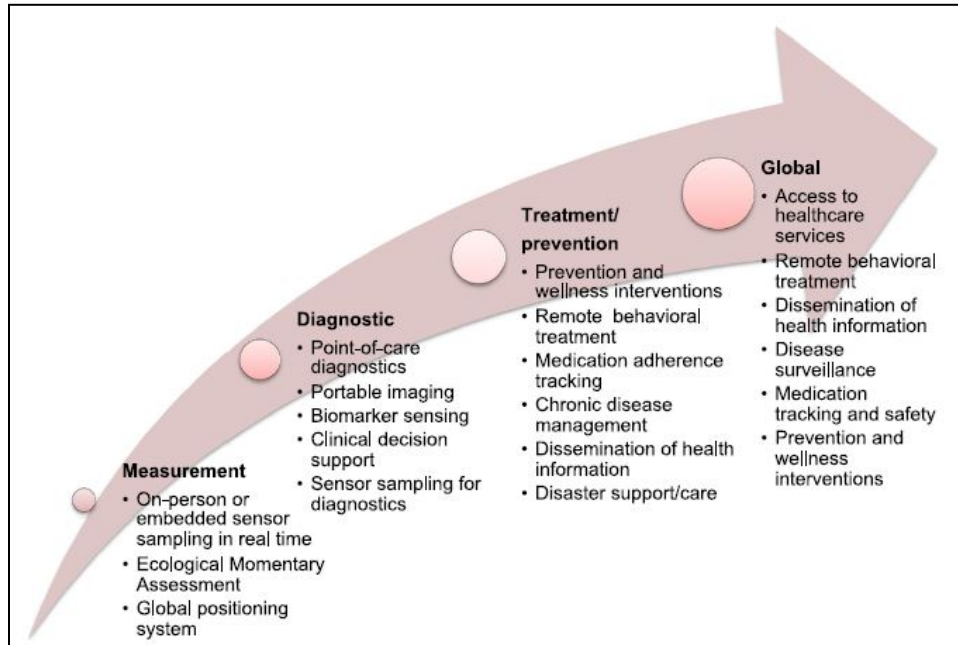 Measurement
• On-person or
embedded sensor
sampling in real time
• Ecological Momentary
Assessment
• Global positioning
system
Diagnostic
• Point-of-care
diagnostics
• Portable imaging
• Biomarker sensing
• Clinical decision
support
• Sensor sampling for
diagnostics
Treatment/
prevention
• Prevention and
wellness interventions
• Remote behavioral
treatment
• Medication adherence
tracking
• Chronic disease
management
• Dissemination of health
information
• Disaster support/care
Global
• Access to
healthcare
services
• Remote behavioral
treatment
• Dissemination of
health information
• Disease
surveillance
• Medication
tracking and safety
• Prevention and
wellness
interventions